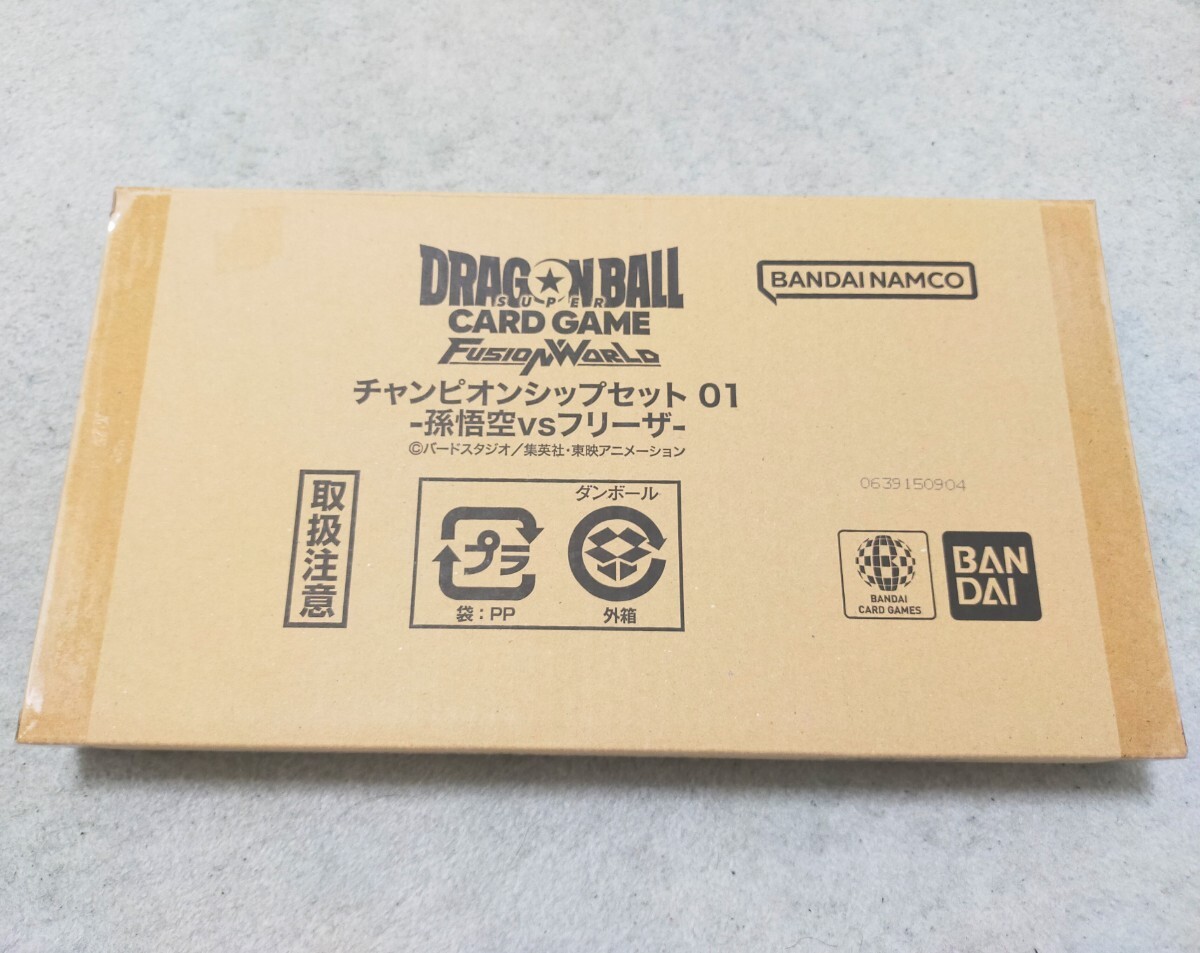 DRAGON BALL
SUPER
CARD GAME
FUSION WORLD
BANDAI NAMCO
チャンピオンシップセット 01
-孫悟空vsフリーザ-
©バードスタジオ/集英社・東映アニメーション
取扱注意
プラ
袋:PP
ダンボール
外箱
0639150904
BANDAI
CARD GAMES
BAN
DAI